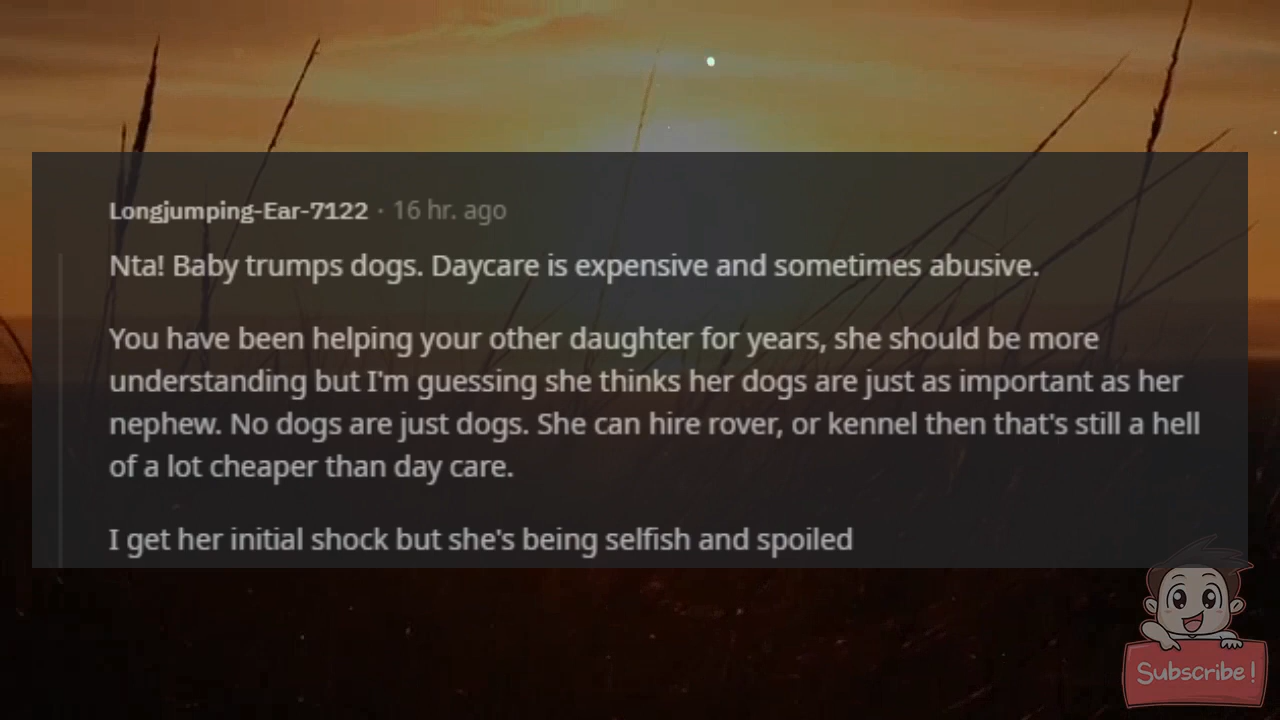 Longjumping-Ear-7122 · 16 hr. ago
Nta! Baby trumps dogs. Daycare is expensive and sometimes abusive.
You have been helping your other daughter for years, she should be more
understanding but I'm guessing she thinks her dogs are just as important as her
nephew. No dogs are just dogs. She can hire rover, or kennel then that's still a hell
of a lot cheaper than day care.
I get her initial shock but she's being selfish and spoiled
Subscribe!